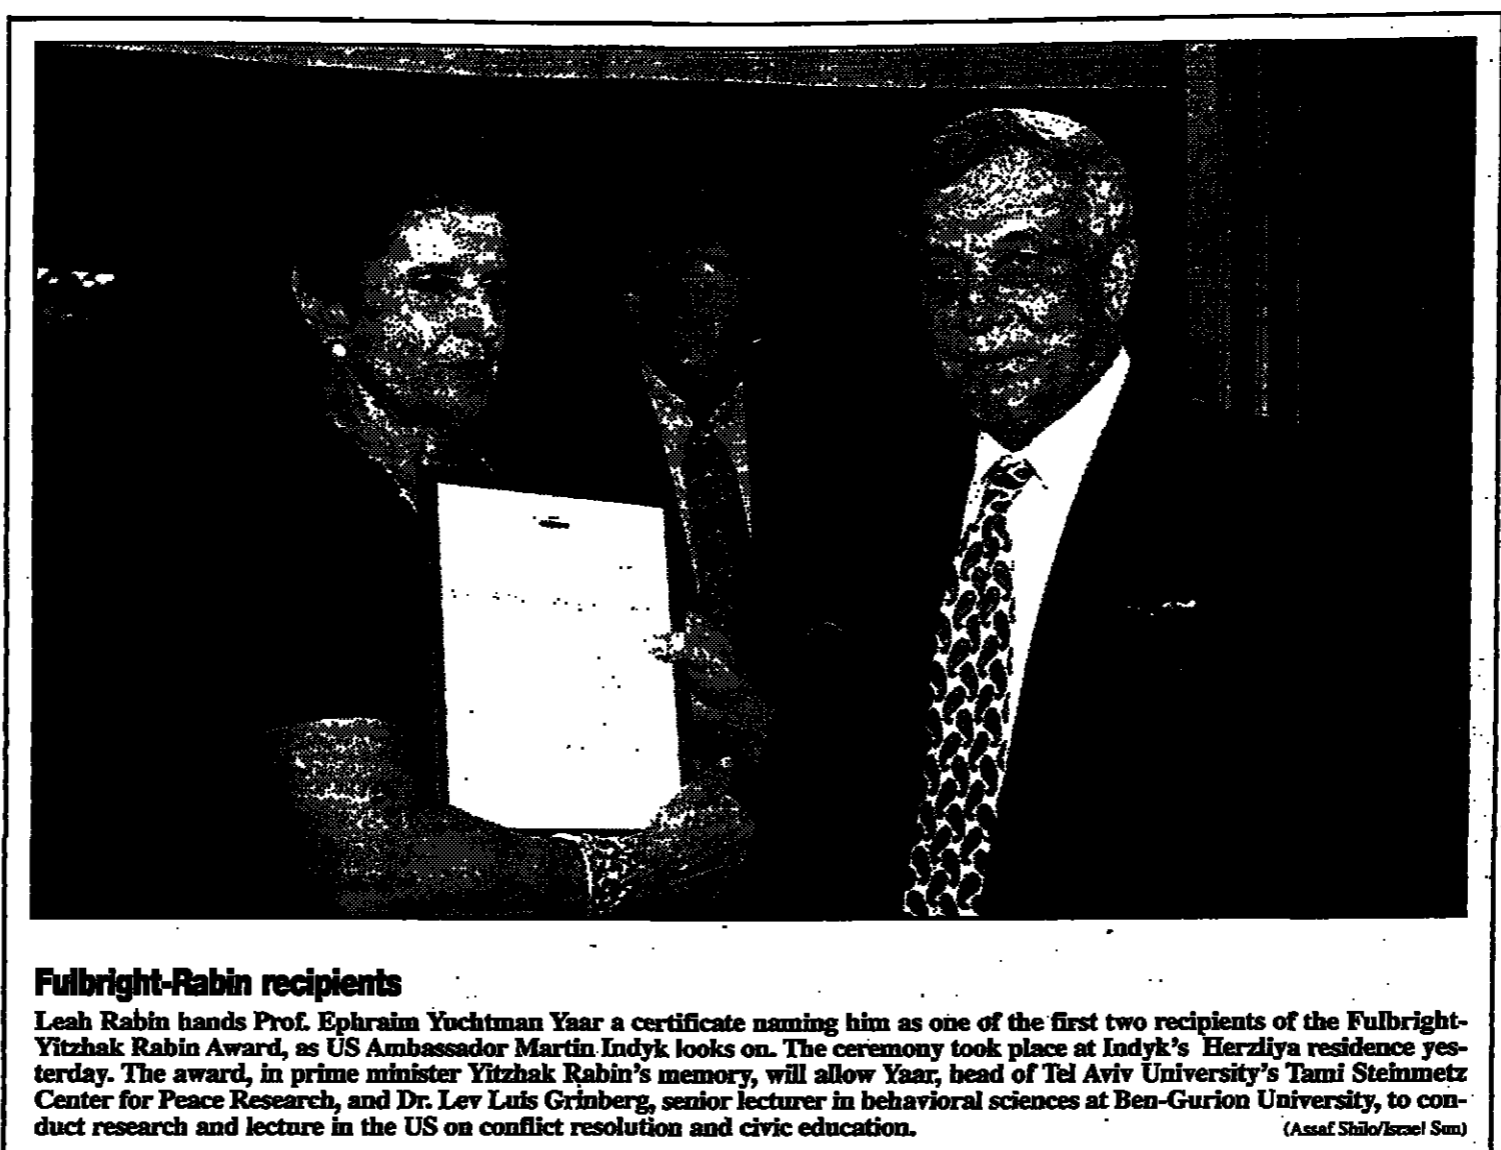 Fulbright-Rabin recipients
Leah Rabin hands Prof. Ephraim Yuchtman Yaar a certificate naming him as one of the first two recipients of the Fulbright-
Yitzhak Rabin Award, as US Ambassador Martin Indyk looks on. The ceremony took place at Indyk's Herzliya residence yes-
terday. The award, in prime minister Yitzhak Rabin's memory, will allow Yaar, head of Tel Aviv University's Tami Steinmetz
Center for Peace Research, and Dr. Lev Luis Grinberg, senior lecturer in behavioral sciences at Ben-Gurion University, to con-
duct research and lecture in the US on conflict resolution and civic education.
(Assaf Shilo/Israel Sun)